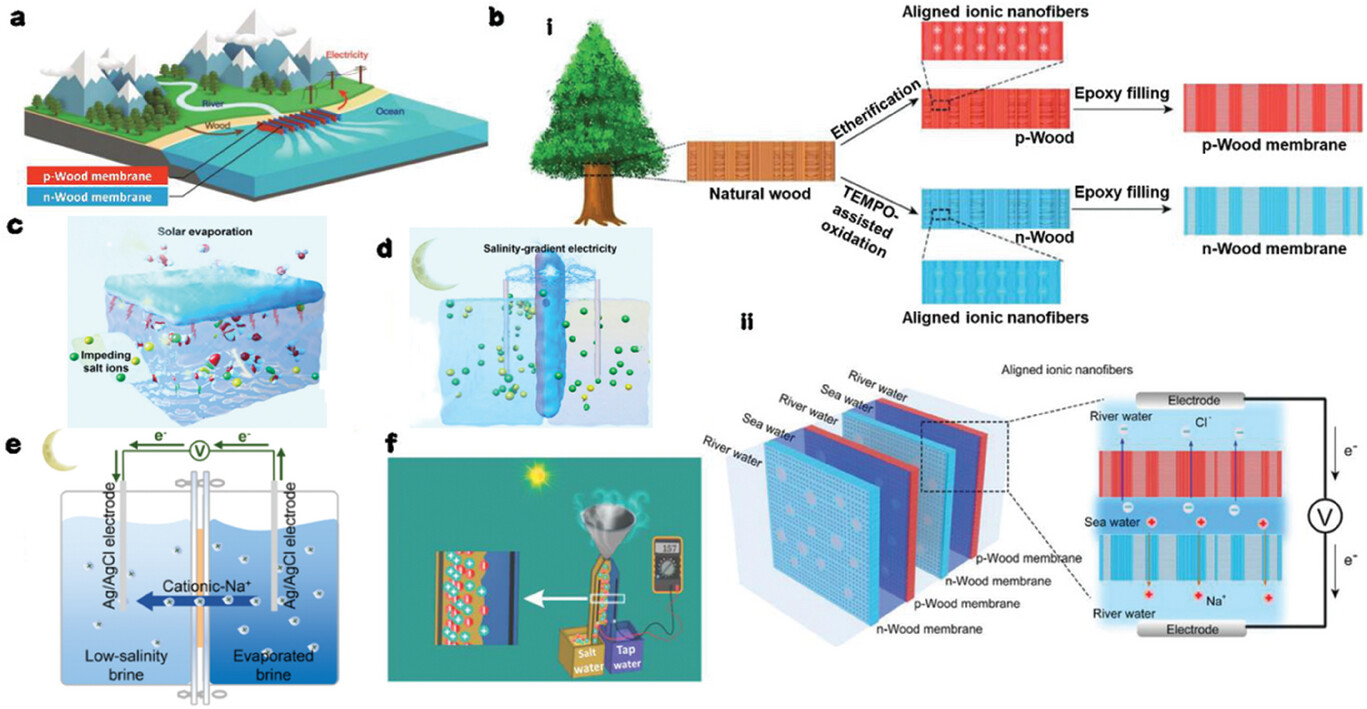 a
Electricity
River
Ocean
Wood
p-Wood membrane
n-Wood membrane
b
i
Aligned ionic nanofibers
Etherification
Epoxy filling
p-Wood
p-Wood membrane
Natural wood
TEMPO-
assisted
oxidation
Epoxy filling
n-Wood
n-Wood membrane
Aligned ionic nanofibers
c
Solar evaporation
Impeding
salt ions
d
Salinity-gradient electricity
e
e-
V
e-
Ag/AgCl electrode
Ag/AgCl electrode
Cationic-Na+
Low-salinity
brine
Evaporated
brine
f
157
Salt
water
Tap
water
ii
Aligned ionic nanofibers
River water
Sea water
River water
Sea water
River water
p-Wood membrane
n-Wood membrane
p-Wood membrane
n-Wood membrane
Electrode
River water
Cl-
e-
Sea water
V
e-
River water
Na+
Electrode